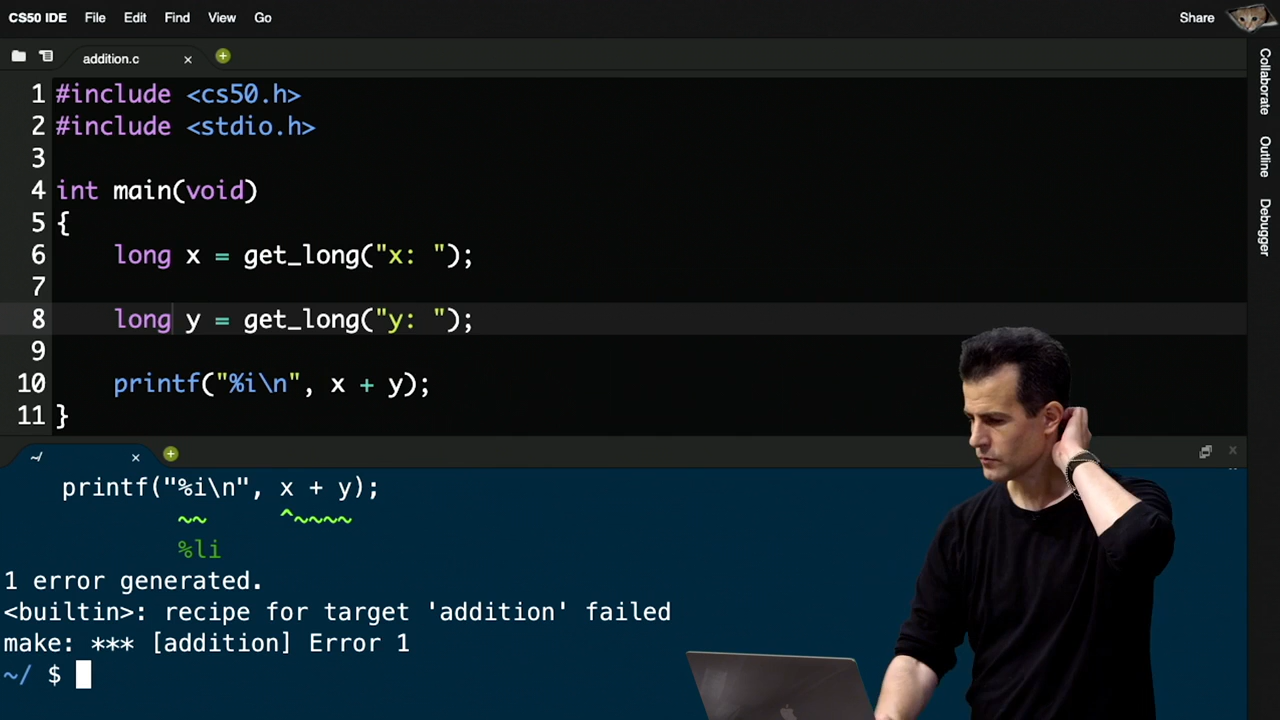 CS50 IDE File Edit Find View Go Share
addition.c
1 #include <cs50.h>
2 #include <stdio.h>
3
4 int main(void)
5 {
6 long x = get_long("x: ");
7
8 long y = get_long("y: ");
9
10 printf("%i\n", x + y);
11 }
Collaborate
Outline
Debugger
~/
printf("%i\n", x + y);
~~ ^~~~~
%li
1 error generated.
<builtin>: recipe for target 'addition' failed
make: *** [addition] Error 1
~/ $